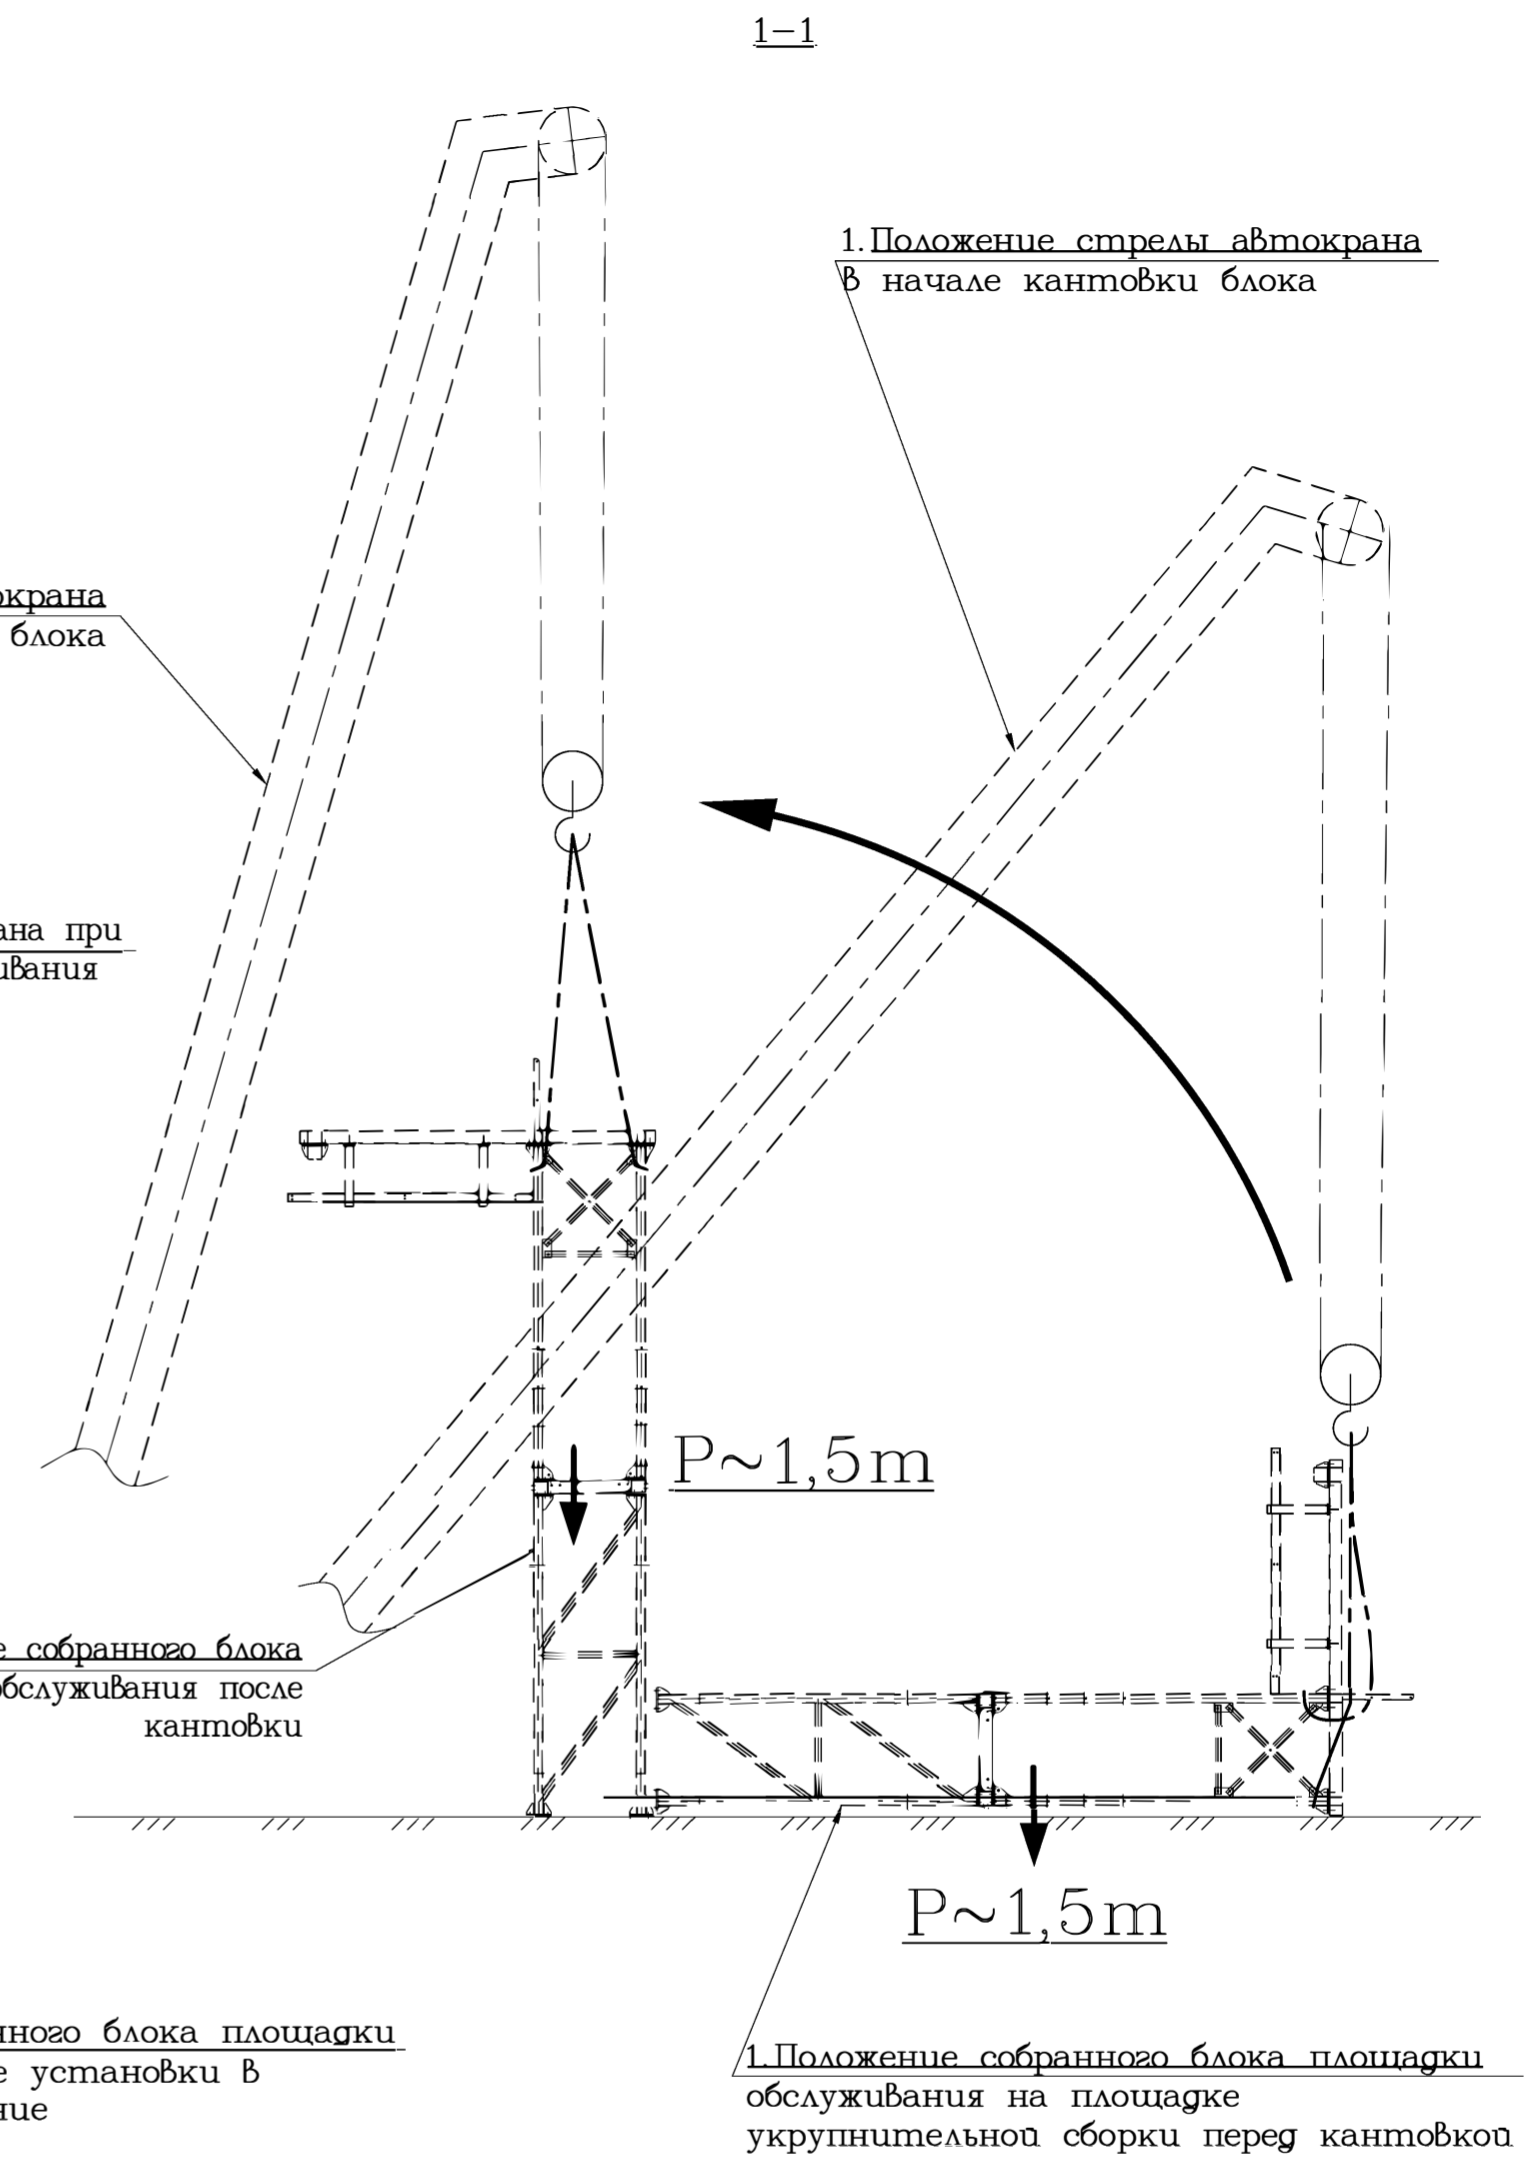 1-1
1.Положение стрелы автокрана
в начале кантовки блока
окрана
блока
ана при
ивания
P~1,5т
е собранного блока
обслуживания после
кантовки
P~1,5т
нного блока площадки
е установки в
ние
1.Положение собранного блока площадки
обслуживания на площадке
укрупнительной сборки перед кантовкой